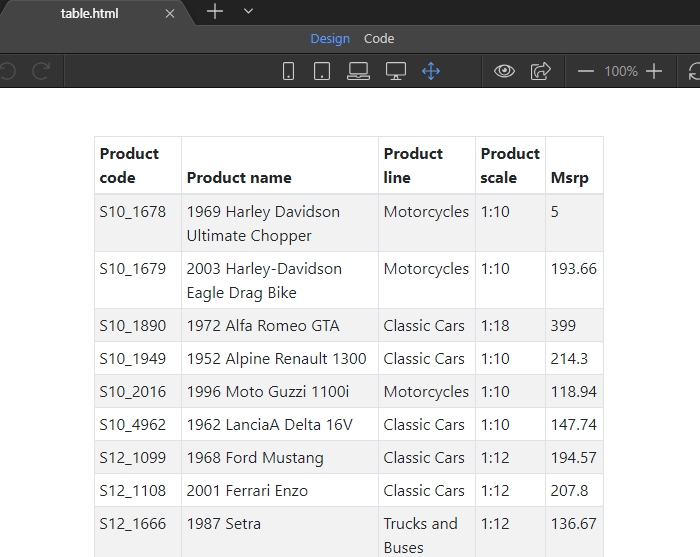 table.html
Design Code
100%
Product code Product name Product line Product scale Msrp
S10_1678 1969 Harley Davidson Ultimate Chopper Motorcycles 1:10 5
S10_1679 2003 Harley-Davidson Eagle Drag Bike Motorcycles 1:10 193.66
S10_1890 1972 Alfa Romeo GTA Classic Cars 1:18 399
S10_1949 1952 Alpine Renault 1300 Classic Cars 1:10 214.3
S10_2016 1996 Moto Guzzi 1100i Motorcycles 1:10 118.94
S10_4962 1962 LanciaA Delta 16V Classic Cars 1:10 147.74
S12_1099 1968 Ford Mustang Classic Cars 1:12 194.57
S12_1108 2001 Ferrari Enzo Classic Cars 1:12 207.8
S12_1666 1987 Setra Trucks and Buses 1:12 136.67